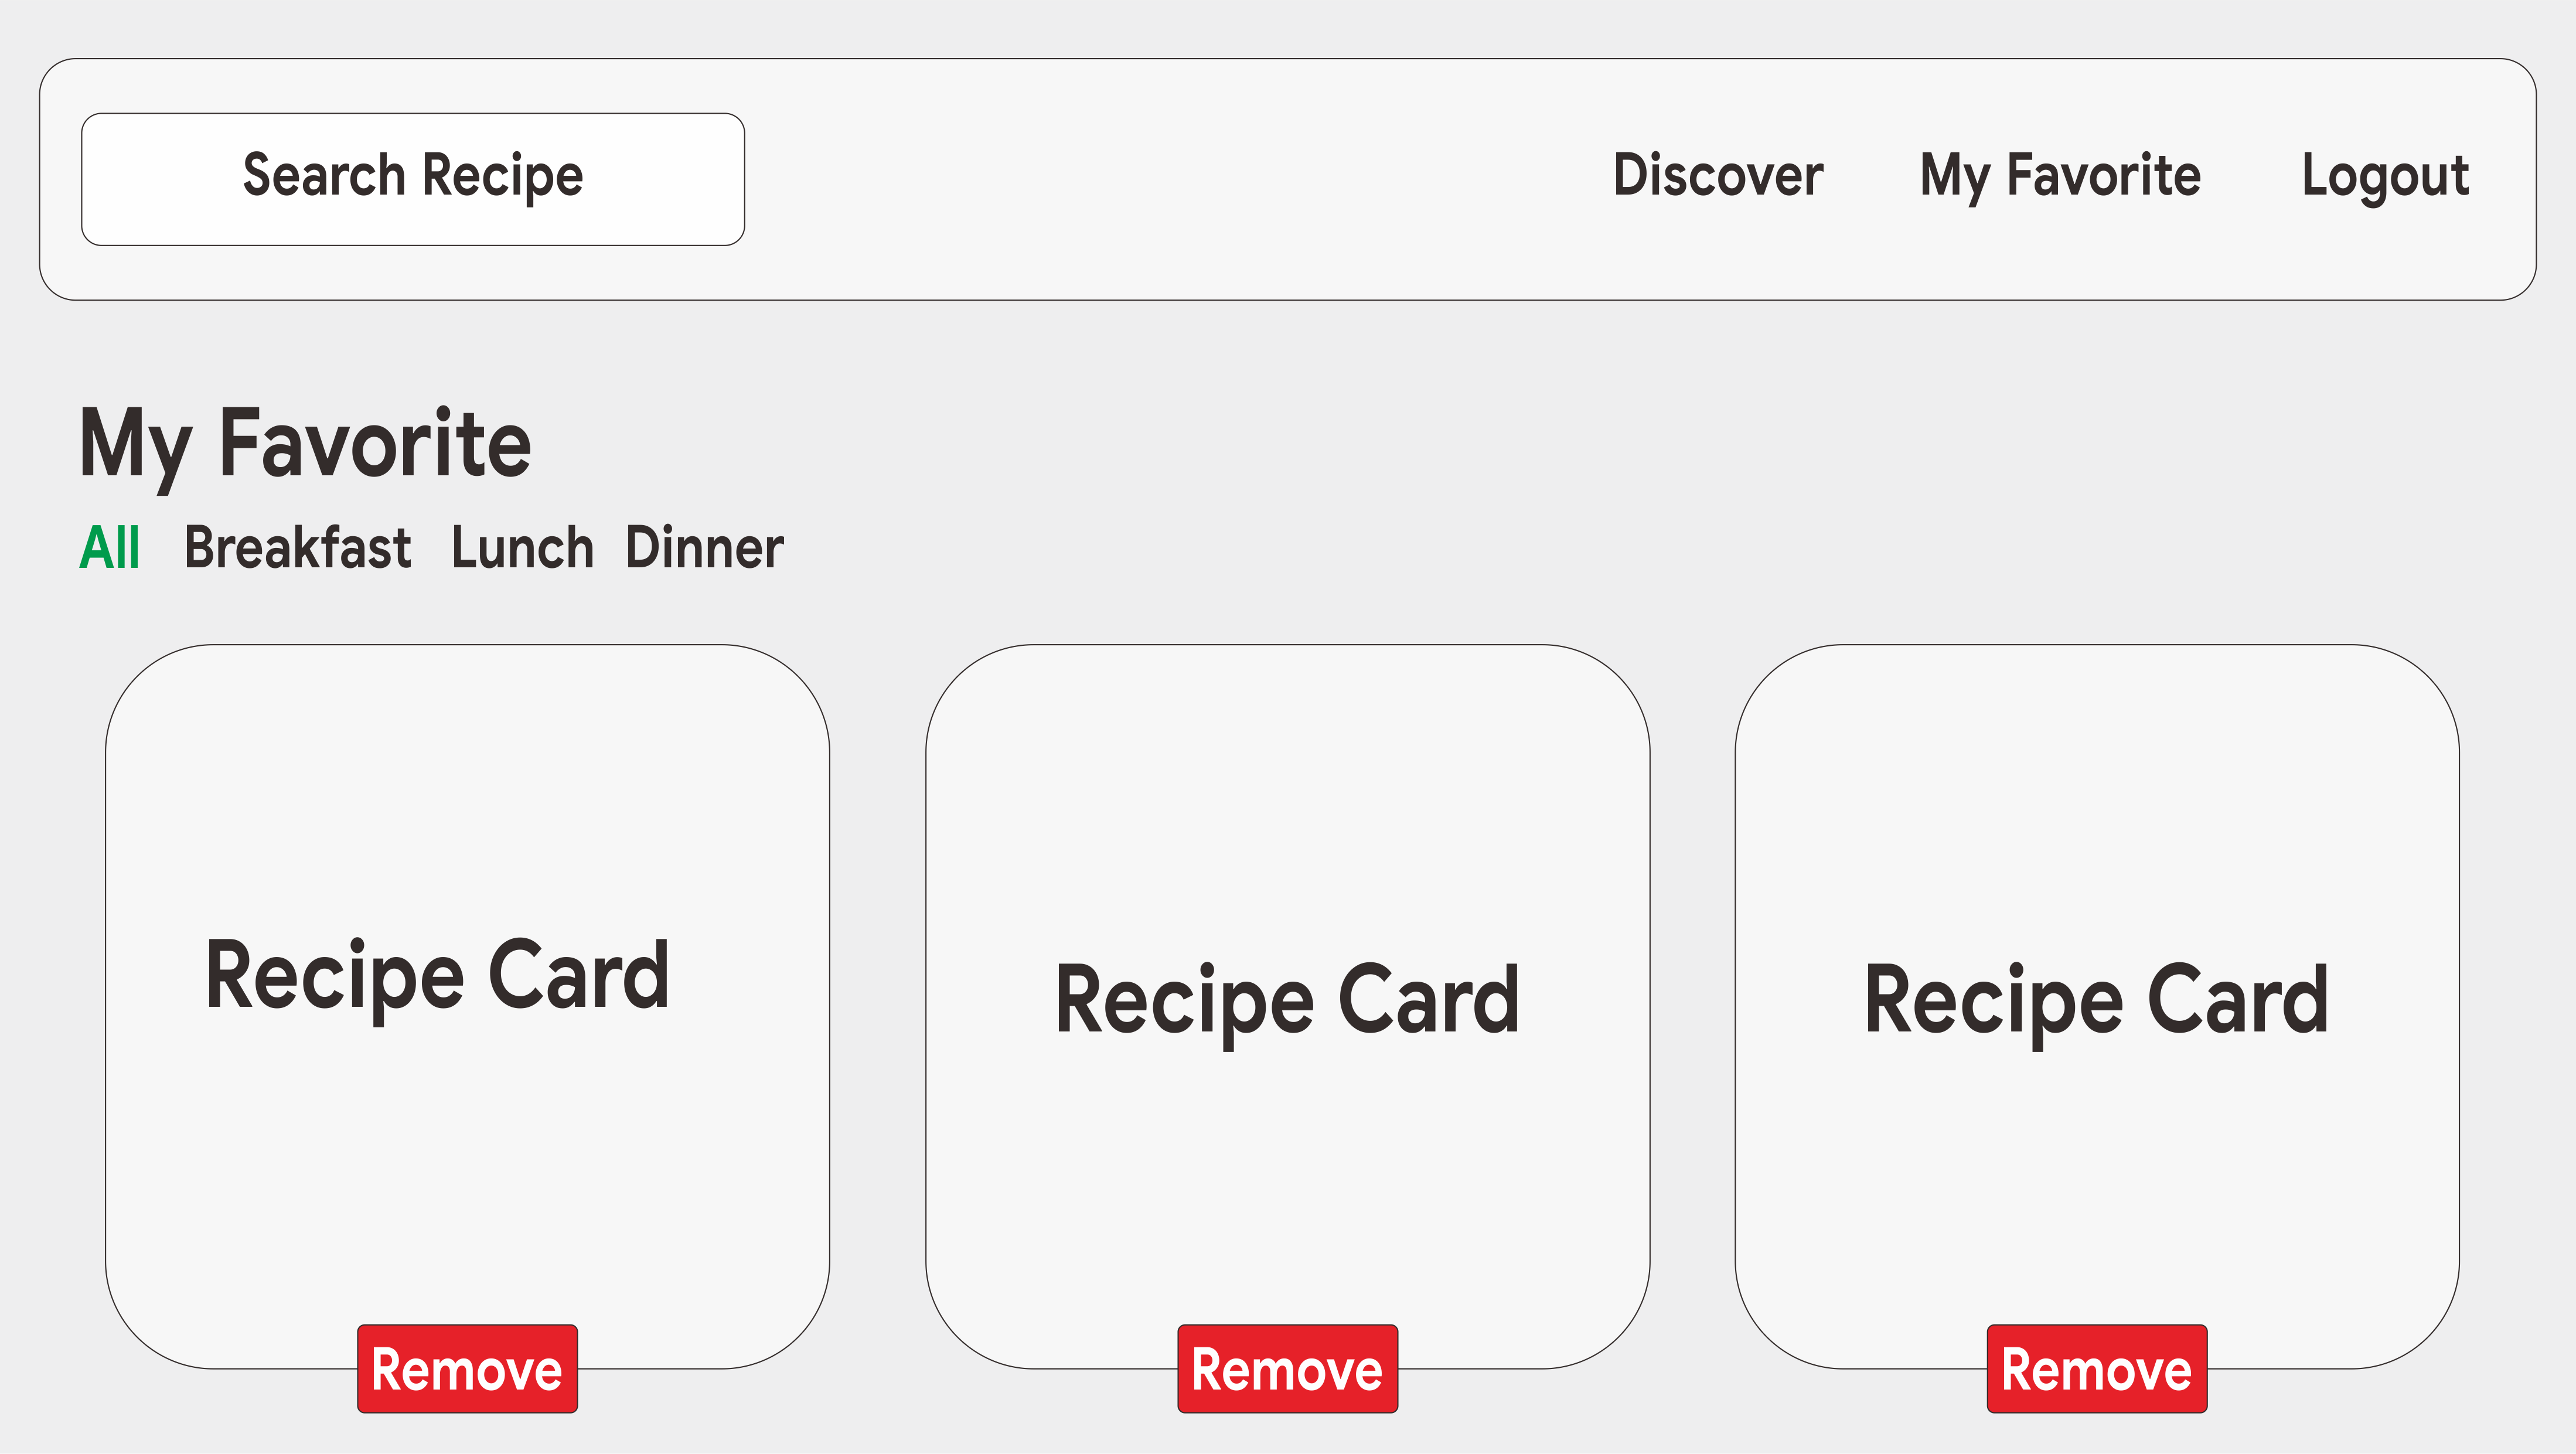 Search Recipe Discover My Favorite Logout
My Favorite
All Breakfast Lunch Dinner
Recipe Card Recipe Card Recipe Card
Remove Remove Remove